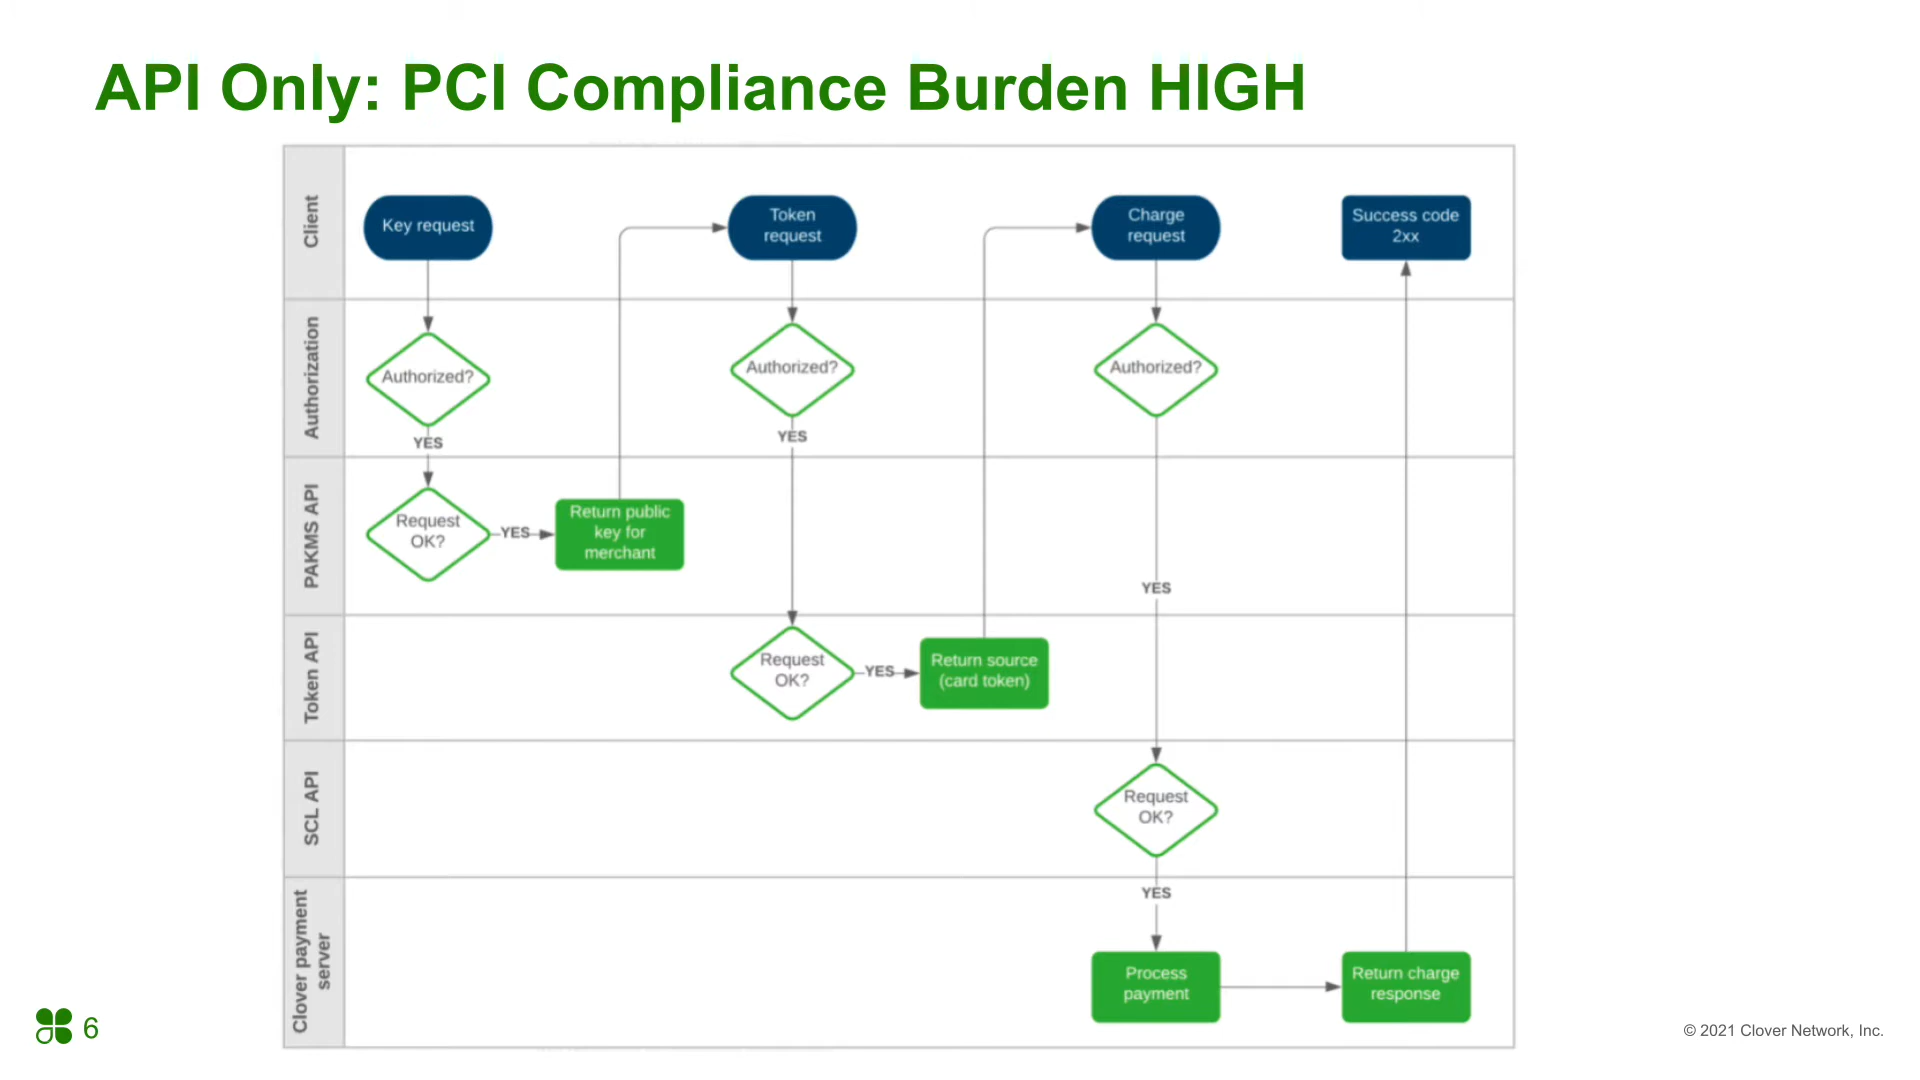 API Only: PCI Compliance Burden HIGH
Client
Key request
Token
request
Charge
request
Success code
2xx
Authorization
Authorized?
Authorized?
Authorized?
YES
YES
PAKMS API
Request
OK?
YES
Return public
key for
merchant
YES
Token API
Request
OK?
YES
Return source
(card token)
SCL API
Request
OK?
Clover payment
server
YES
Process
payment
Return charge
response
6
© 2021 Clover Network, Inc.